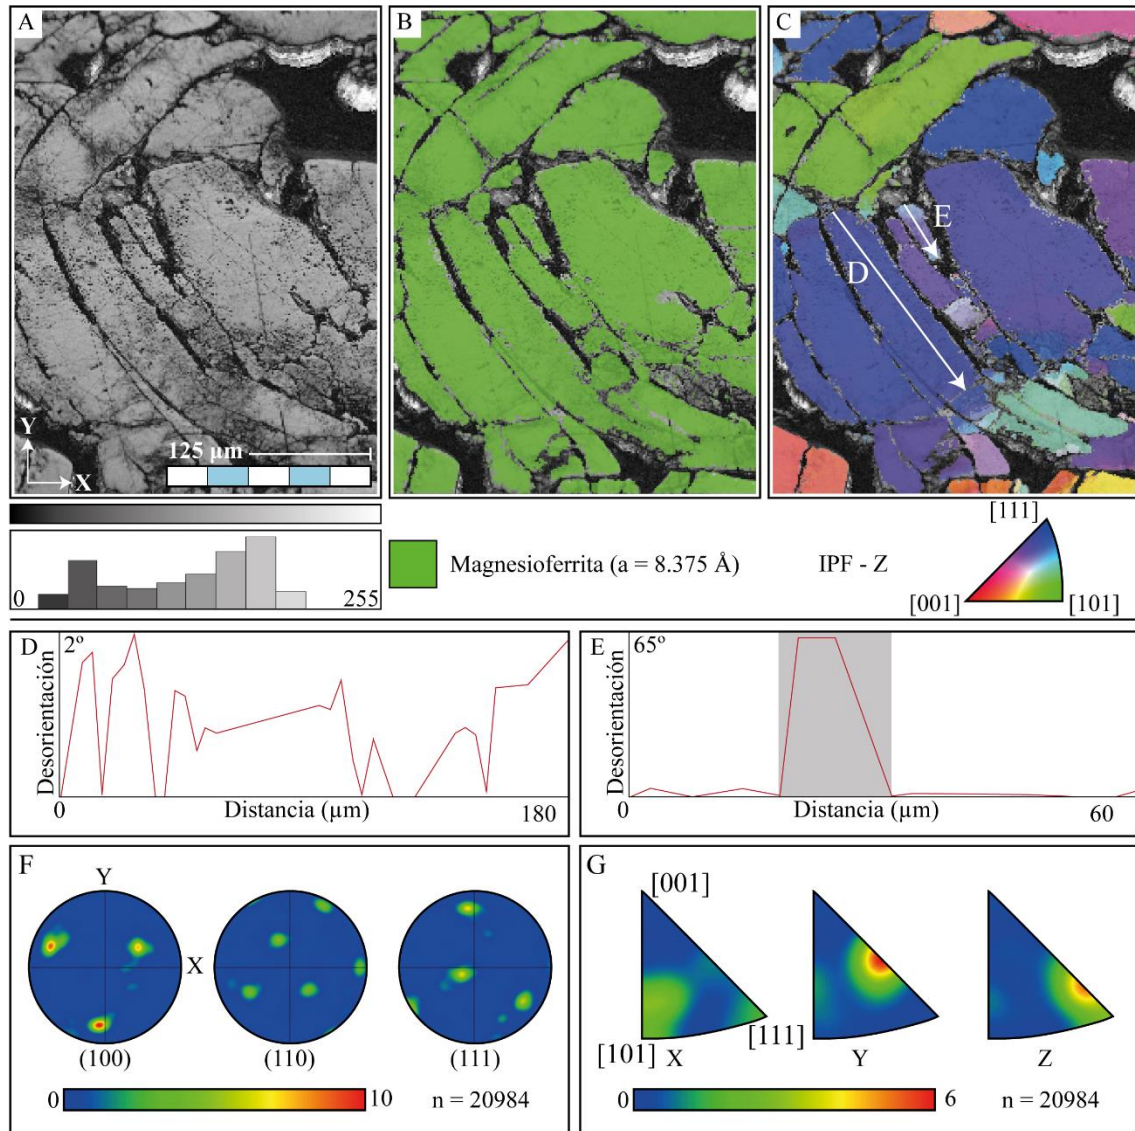 A
B
C
E
D
Y
X
125 µm
0
255
Magnesioferrita (a = 8.375 Å)
IPF - Z
[111]
[001]
[101]
D
2º
Desorientación
0
Distancia (µm)
180
E
65º
Desorientación
0
Distancia (µm)
60
F
Y
X
(100)
(110)
(111)
0
10
n = 20984
G
[001]
[101]
X
[111]
Y
Z
0
6
n = 20984